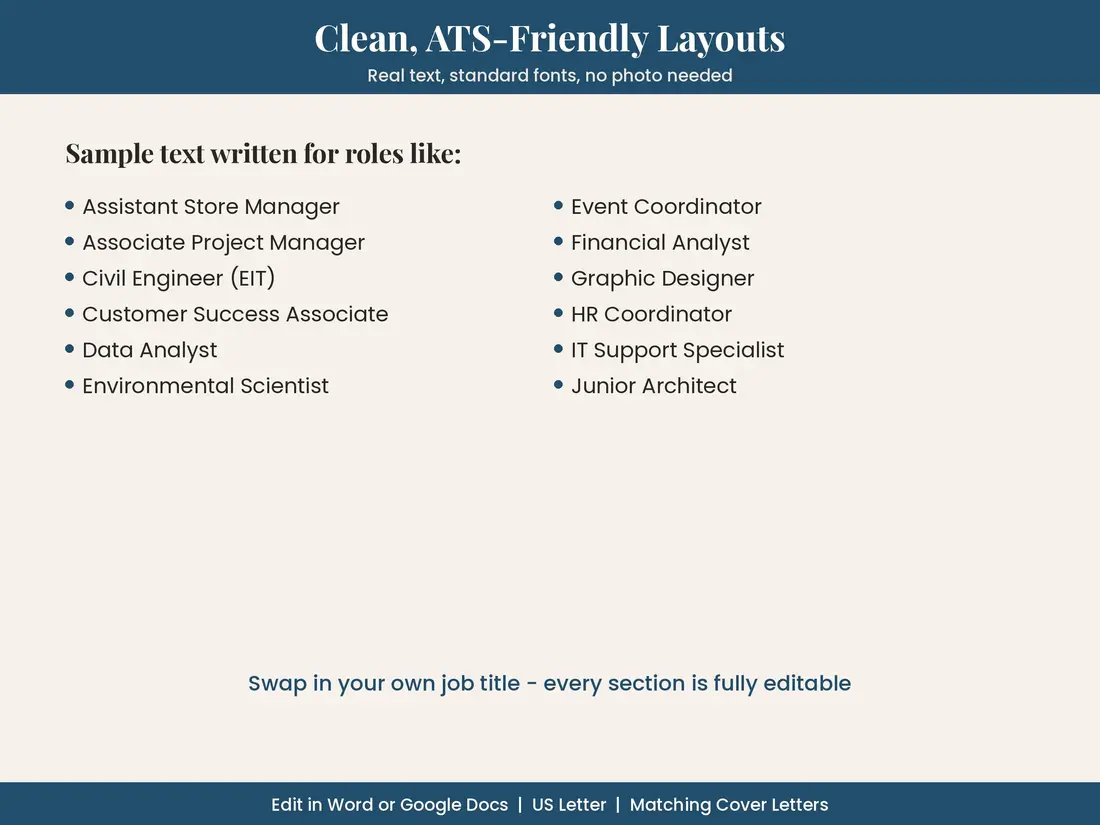 Clean, ATS-Friendly Layouts
Real text, standard fonts, no photo needed
Sample text written for roles like:
• Assistant Store Manager
• Associate Project Manager
• Civil Engineer (EIT)
• Customer Success Associate
• Data Analyst
• Environmental Scientist
• Event Coordinator
• Financial Analyst
• Graphic Designer
• HR Coordinator
• IT Support Specialist
• Junior Architect
Swap in your own job title - every section is fully editable
Edit in Word or Google Docs | US Letter | Matching Cover Letters